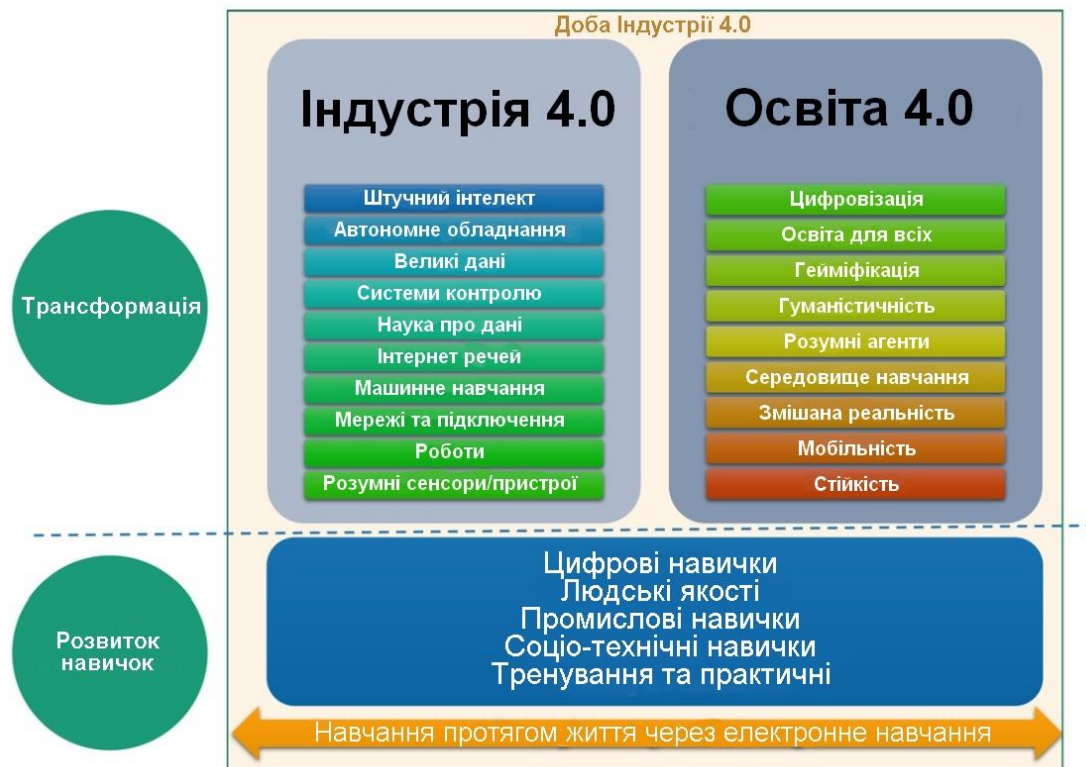 Доба Індустрії 4.0
Індустрія 4.0
Штучний інтелект
Автономне обладнання
Великі дані
Системи контролю
Наука про дані
Інтернет речей
Машинне навчання
Мережі та підключення
Роботи
Розумні сенсори/пристрої
Освіта 4.0
Цифровізація
Освіта для всіх
Гейміфікація
Гуманістичність
Розумні агенти
Середовище навчання
Змішана реальність
Мобільність
Стійкість
Трансформація
Розвиток
навичок
Цифрові навички
Людські якості
Промислові навички
Соціо-технічні навички
Тренування та практичні
Навчання протягом життя через електронне навчання